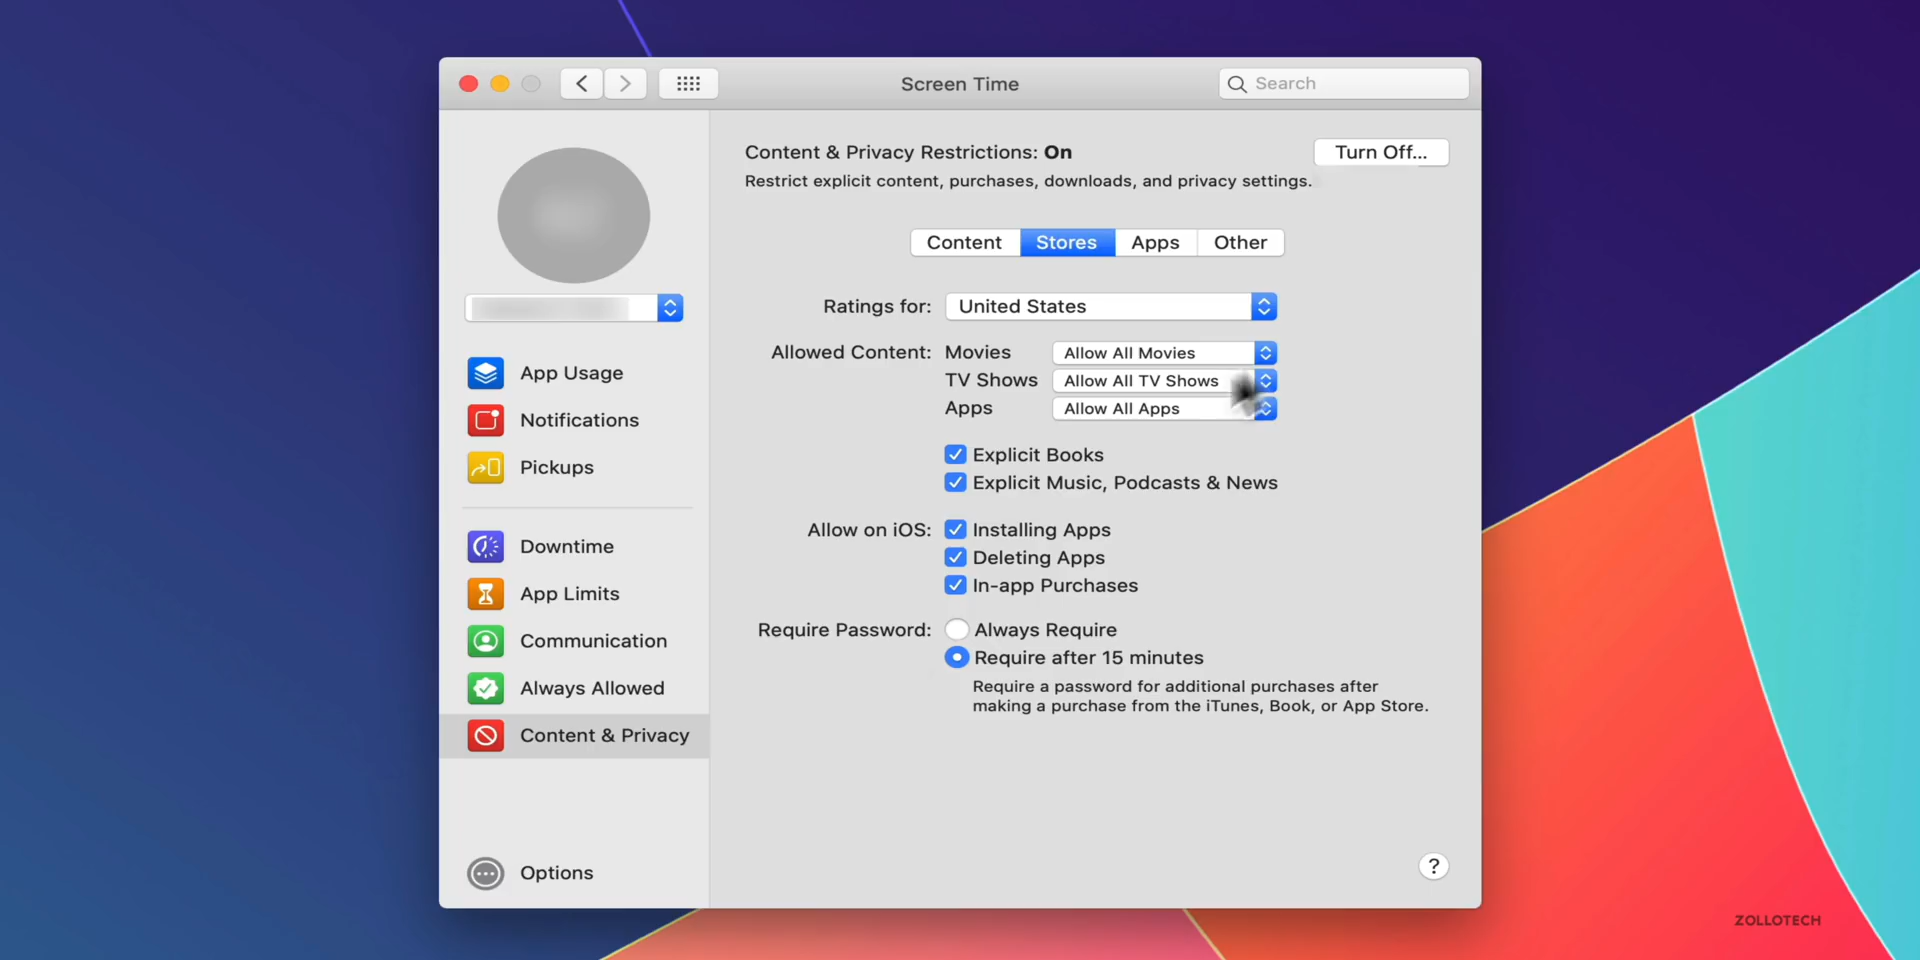 Screen Time
Search
Content & Privacy Restrictions: On
Turn Off...
Restrict explicit content, purchases, downloads, and privacy settings.
Content
Stores
Apps
Other
Ratings for:
United States
Allowed Content:
Movies
Allow All Movies
TV Shows
Allow All TV Shows
Apps
Allow All Apps
Explicit Books
Explicit Music, Podcasts & News
Allow on iOS:
Installing Apps
Deleting Apps
In-app Purchases
Require Password:
Always Require
Require after 15 minutes
Require a password for additional purchases after
making a purchase from the iTunes, Book, or App Store.
?
App Usage
Notifications
Pickups
Downtime
App Limits
Communication
Always Allowed
Content & Privacy
Options
ZOLLOTECH